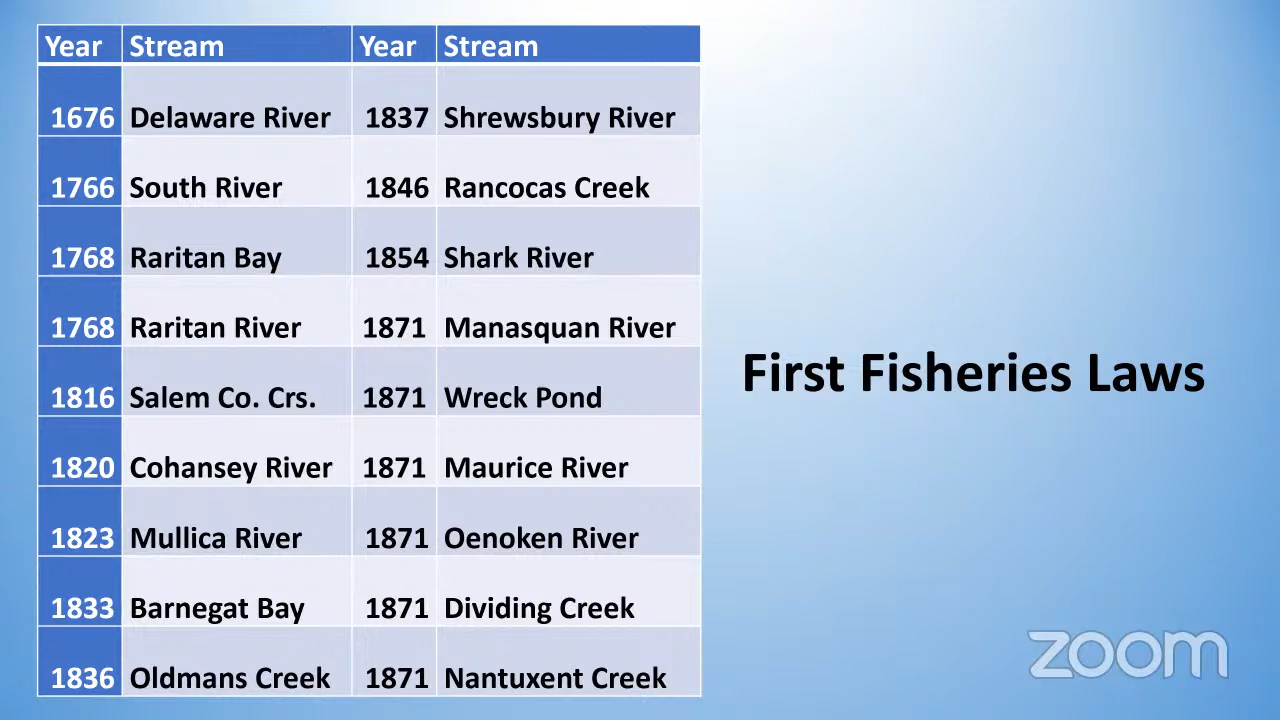 Year Stream Year Stream
1676 Delaware River 1837 Shrewsbury River
1766 South River 1846 Rancocas Creek
1768 Raritan Bay 1854 Shark River
1768 Raritan River 1871 Manasquan River
1816 Salem Co. Crs. 1871 Wreck Pond
1820 Cohansey River 1871 Maurice River
1823 Mullica River 1871 Oenoken River
1833 Barnegat Bay 1871 Dividing Creek
1836 Oldmans Creek 1871 Nantuxent Creek
First Fisheries Laws
zoom